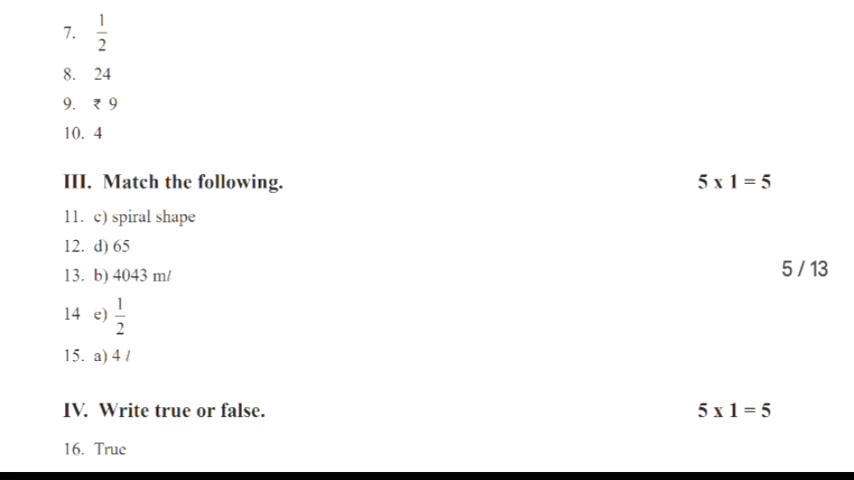 7. 1/2
8. 24
9. ₹ 9
10. 4
III. Match the following. 5 x 1 = 5
11. c) spiral shape
12. d) 65
13. b) 4043 ml
5 / 13
14 e) 1/2
15. a) 4 l
IV. Write true or false. 5 x 1 = 5
16. True